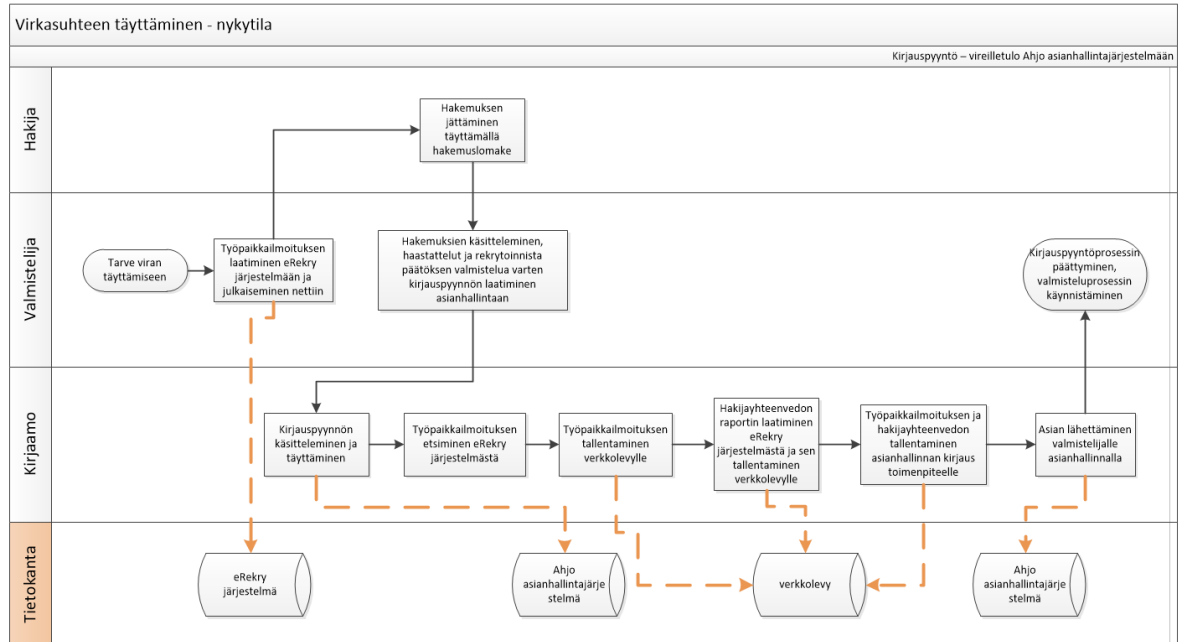 Virkasuhteen täyttäminen - nykytila
Kirjauspyyntö – vireilletulo Ahjo asianhallintajärjestelmään
Hakija
Hakemuksen
jättäminen
täyttämällä
hakemuslomake
Valmistelija
Tarve viran
täyttämiseen
Työpaikkailmoituksen
laatiminen eRekry
järjestelmään ja
julkaiseminen nettiin
Hakemuksien käsitteleminen,
haastattelut ja rekrytoinnista
päätöksen valmistelua varten
kirjauspyynnön laatiminen
asianhallintaan
Kirjauspyyntöprosessin
päättyminen,
valmisteluprosessin
käynnistäminen
Kirjaamo
Kirjauspyynnön
käsitteleminen ja
täyttäminen
Työpaikkailmoituksen
etsiminen eRekry
järjestelmästä
Työpaikkailmoituksen
tallentaminen
verkkolevylle
Hakijayhteenvedon
raportin laatiminen
eRekry
järjestelmästä ja sen
tallentaminen
verkkolevylle
Työpaikkailmoituksen ja
hakijayhteenvedon
tallentaminen
asianhallinnan kirjaus
toimenpiteelle
Asian lähettäminen
valmistelijalle
asianhallinnalla
Tietokanta
eRekry
järjestelmä
Ahjo
asianhallintajärje
stelmä
verkkolevy
Ahjo
asianhallintajärje
stelmä